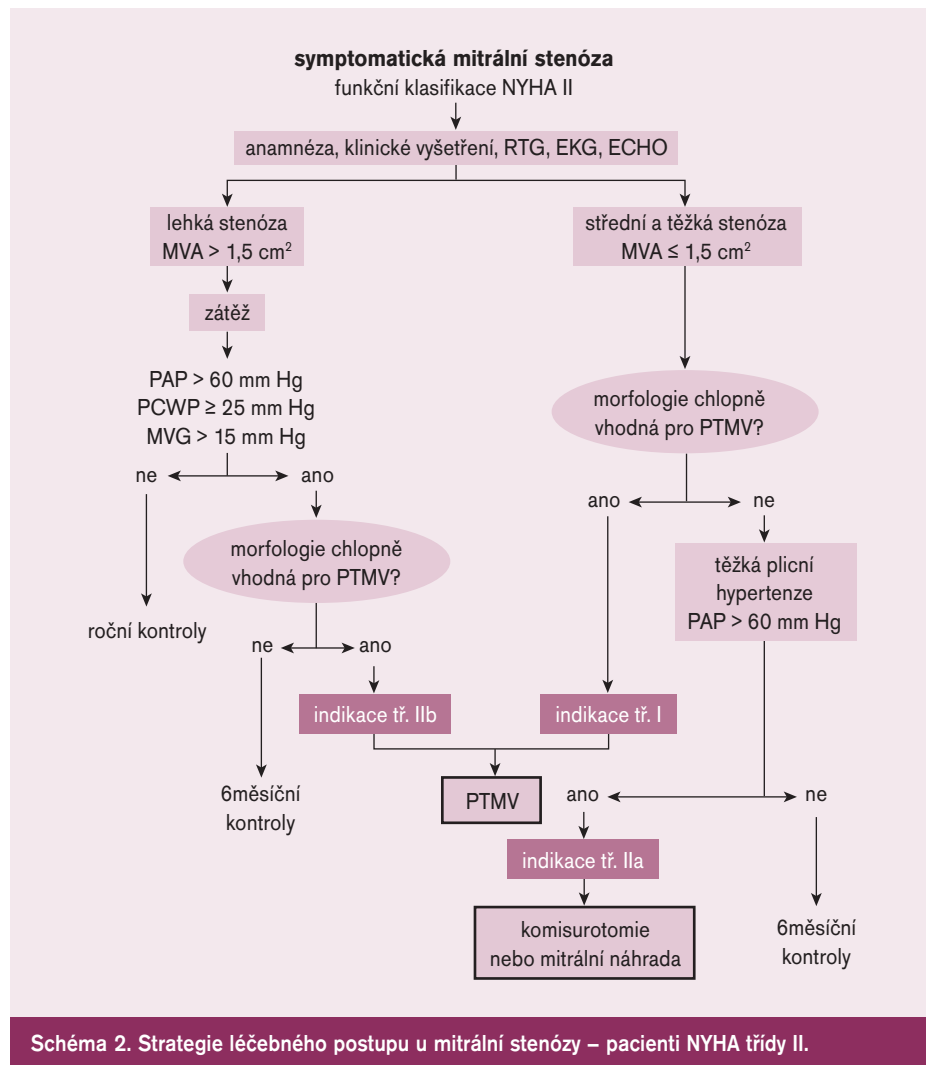 symptomatická mitrální stenóza
funkční klasifikace NYHA II
anamnéza, klinické vyšetření, RTG, EKG, ECHO
lehká stenóza
MVA > 1,5 cm²
zátěž
PAP > 60 mm Hg
PCWP ≥ 25 mm Hg
MVG > 15 mm Hg
ne
ano
roční kontroly
morfologie chlopně
vhodná pro PTMV?
ne
ano
6měsíční
kontroly
indikace tř. IIb
střední a těžká stenóza
MVA ≤ 1,5 cm²
morfologie chlopně
vhodná pro PTMV?
ano
ne
indikace tř. I
PTMV
těžká plicní
hypertenze
PAP > 60 mm Hg
ano
ne
indikace tř. IIa
komisurotomie
nebo mitrální náhrada
6měsíční
kontroly
Schéma 2. Strategie léčebného postupu u mitrální stenózy – pacienti NYHA třídy II.